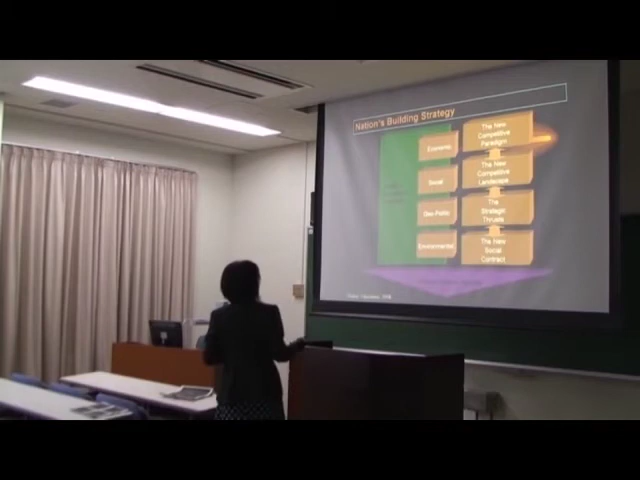 Nation's Building Strategy
Economic
The New
Competitive
Paradigm
Social
The New
Competitive
Landscape
Geo-Politic
The
Strategic
Thrusts
Environmental
The New
Social
Contract